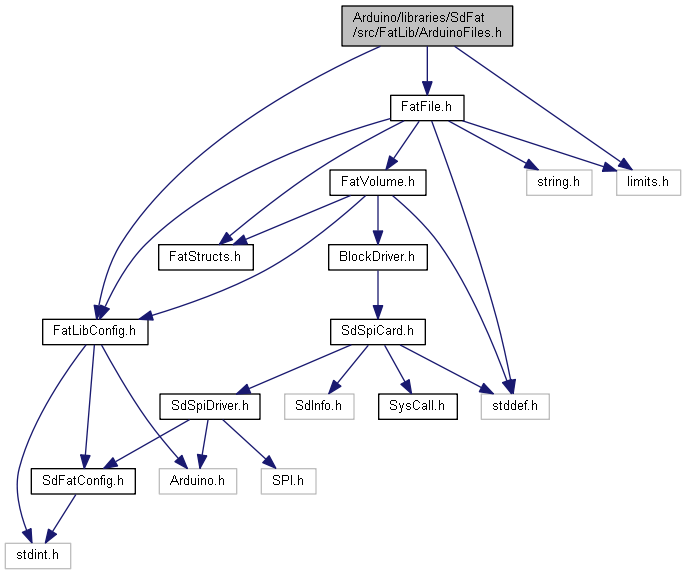 Arduino/libraries/SdFat
/src/FatLib/ArduinoFiles.h
FatFile.h
FatVolume.h
string.h
limits.h
FatStructs.h
BlockDriver.h
FatLibConfig.h
SdSpiCard.h
SdSpiDriver.h
SdInfo.h
SysCall.h
stddef.h
SdFatConfig.h
Arduino.h
SPI.h
stdint.h